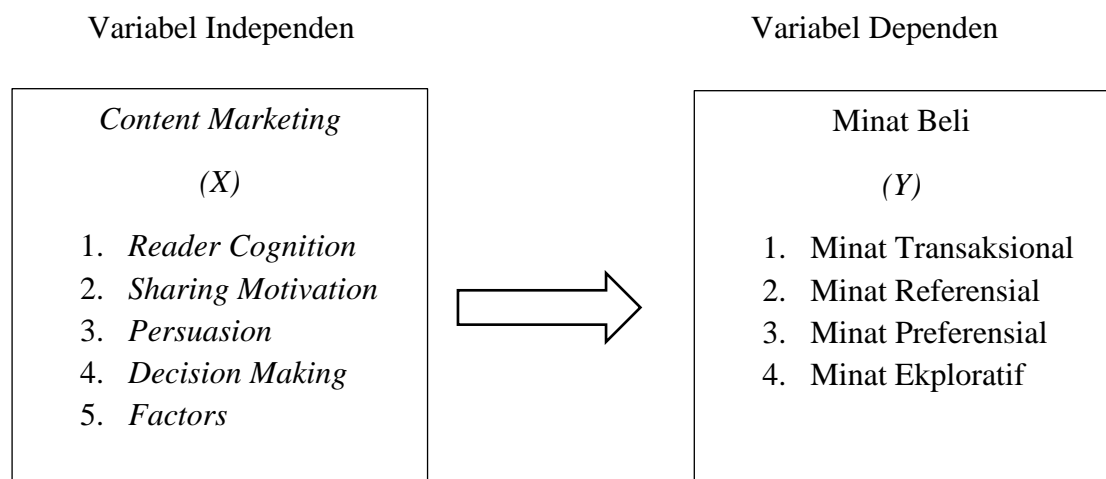 Variabel Independen
Variabel Dependen
Content Marketing
(X)
1. Reader Cognition
2. Sharing Motivation
3. Persuasion
4. Decision Making
5. Factors
Minat Beli
(Y)
1. Minat Transaksional
2. Minat Referensial
3. Minat Preferensial
4. Minat Ekploratif